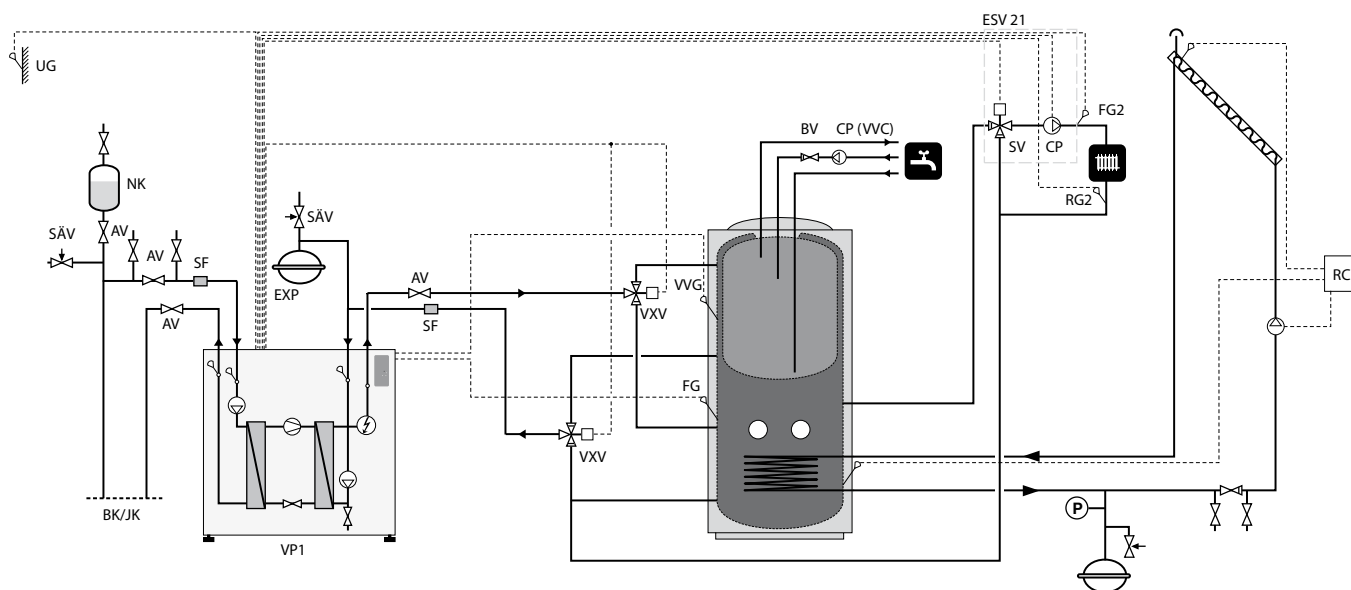 ESV 21
UG
FG2
BV
CP (VVC)
SV
CP
NK
RG2
SÄV
AV
SÄV
AV
SF
EXP
AV
RC
VVG
VXV
AV
SF
FG
VXV
BK/JK
P
VP1